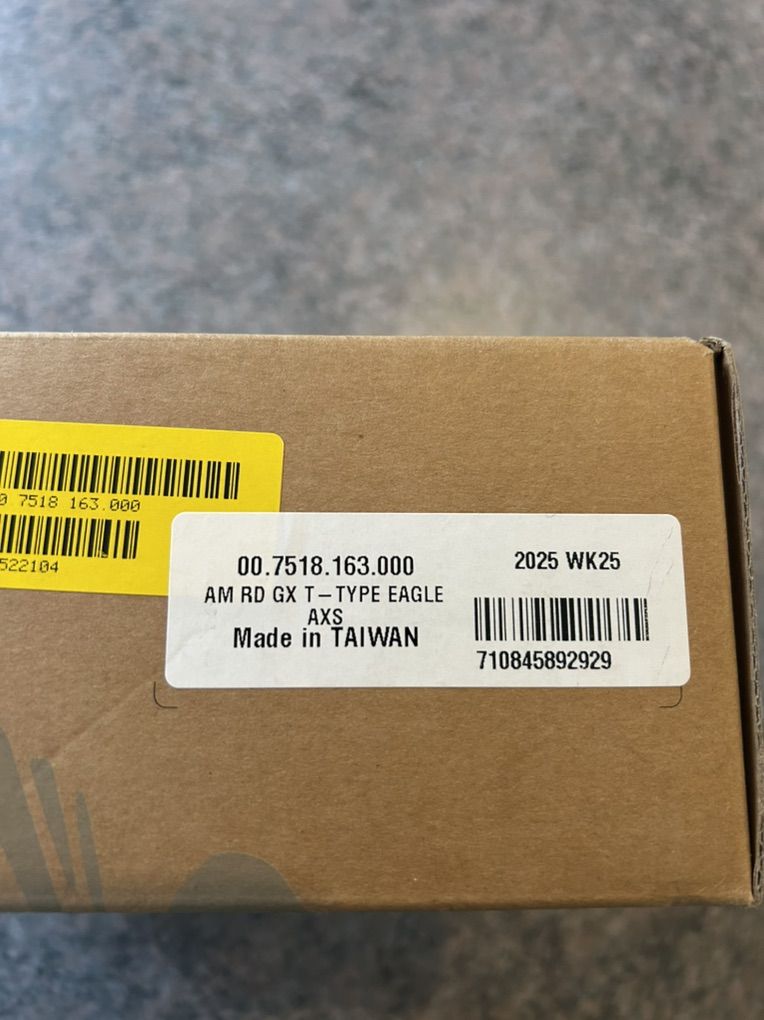 0 7518 163.000
522104
00.7518.163.000
AM RD GX T-TYPE EAGLE
AXS
Made in TAIWAN
2025 WK25
710845892929